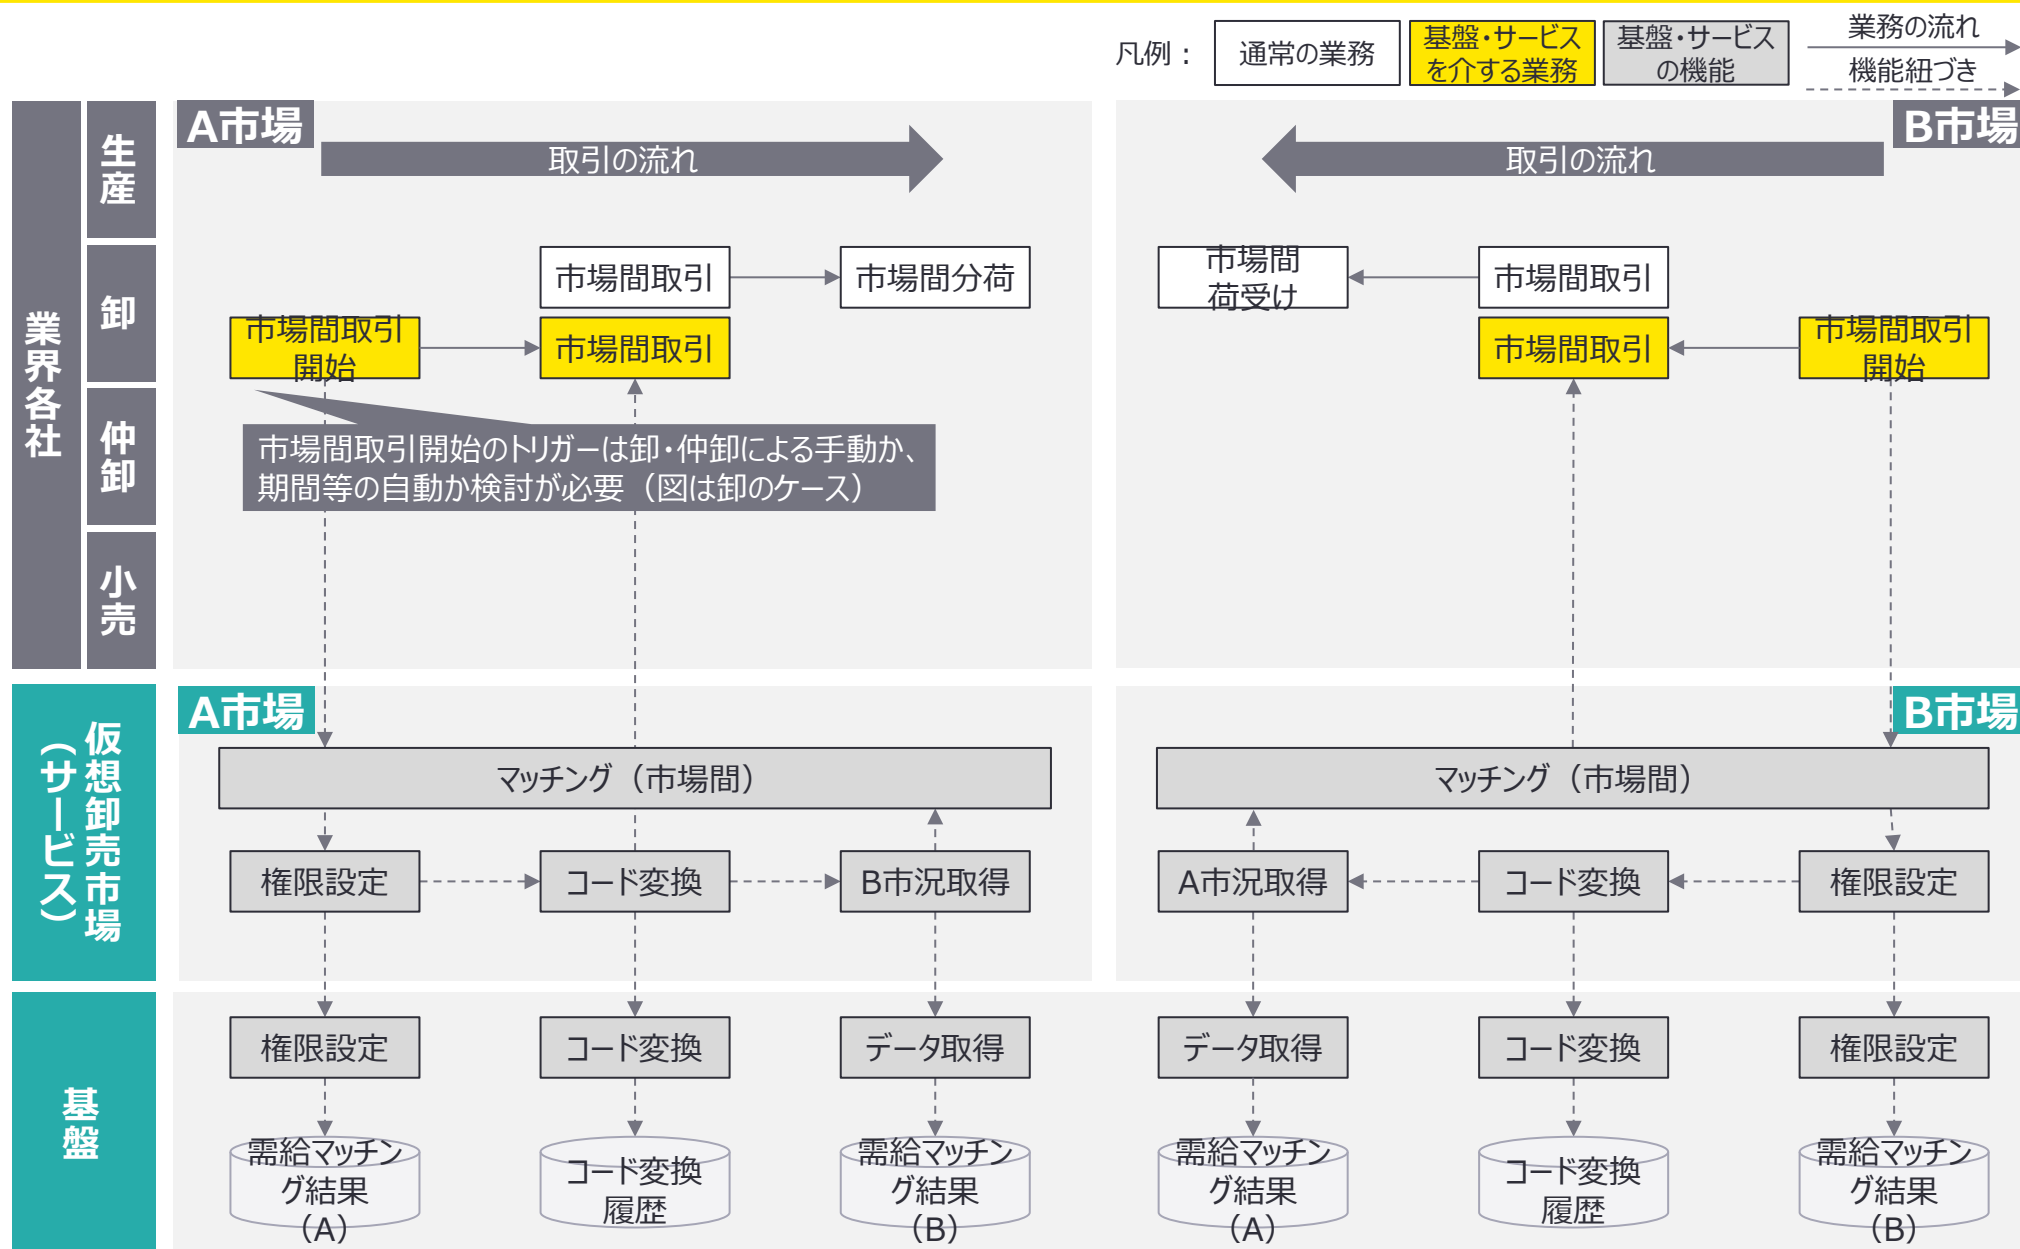 凡例：
通常の業務
基盤・サービス
を介する業務
基盤・サービス
の機能
業務の流れ
機能紐づき
業界各社
生産
卸
仲卸
小売
A市場
取引の流れ
市場間取引
市場間分荷
市場間取引
開始
市場間取引
市場間取引開始のトリガーは卸・仲卸による手動か、
期間等の自動か検討が必要（図は卸のケース）
B市場
取引の流れ
市場間
荷受け
市場間取引
市場間取引
市場間取引
開始
仮想卸売市場
（サービス）
A市場
マッチング（市場間）
権限設定
コード変換
B市況取得
B市場
マッチング（市場間）
A市況取得
コード変換
権限設定
基盤
権限設定
コード変換
データ取得
データ取得
コード変換
権限設定
需給マッチン
グ結果
（A）
コード変換
履歴
需給マッチン
グ結果
（B）
需給マッチン
グ結果
（A）
コード変換
履歴
需給マッチン
グ結果
（B）